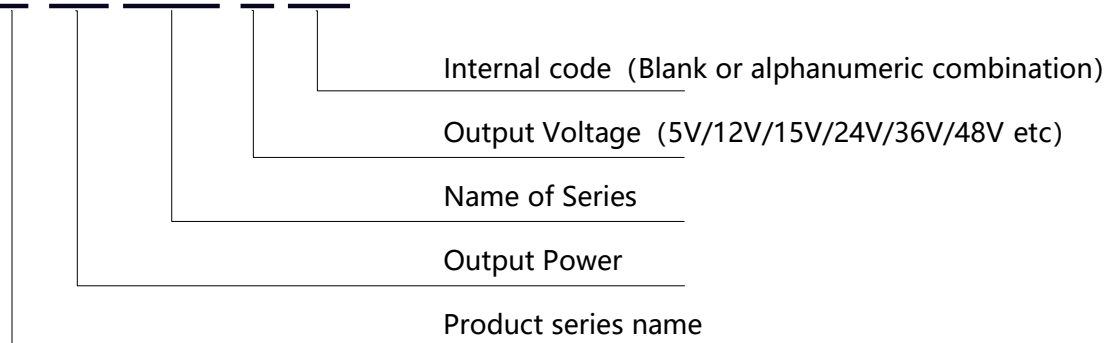 Internal code（Blank or alphanumeric combination）
Output Voltage（5V/12V/15V/24V/36V/48V etc）
Name of Series
Output Power
Product series name